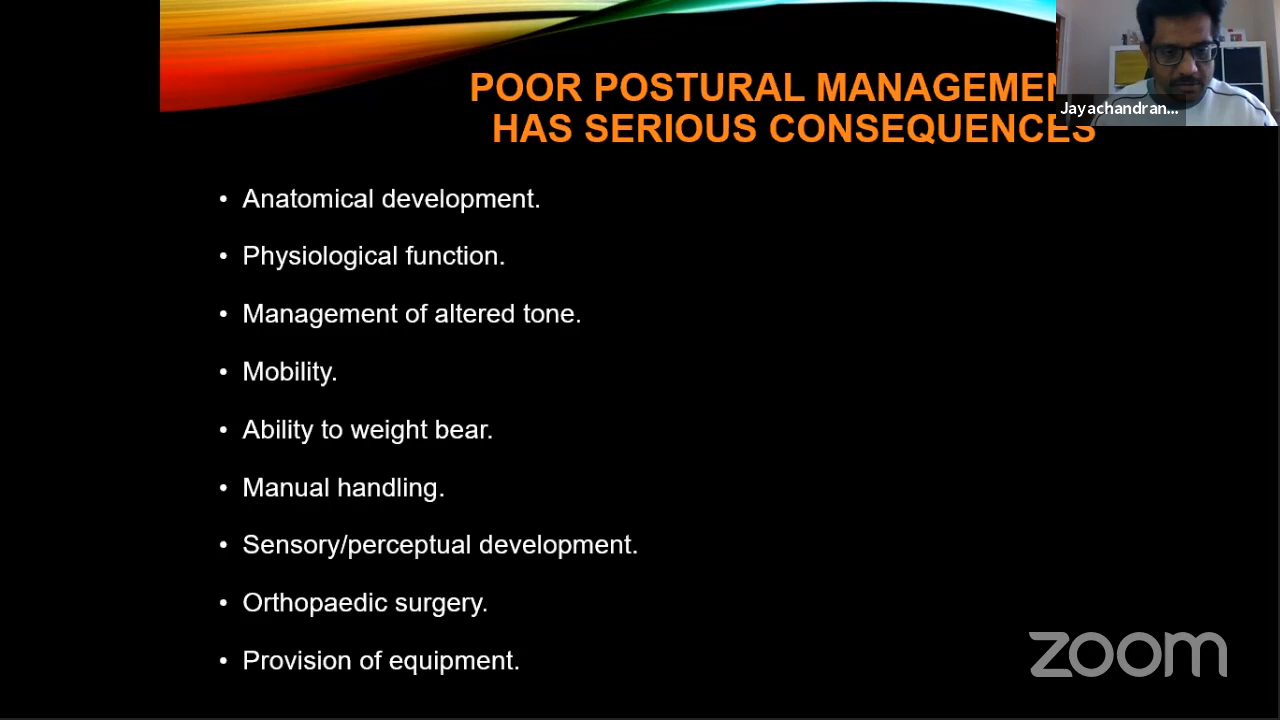 POOR POSTURAL MANAGEMEN
HAS SERIOUS CONSEQUENCES
Jayachandran...
• Anatomical development.
• Physiological function.
• Management of altered tone.
• Mobility.
• Ability to weight bear.
• Manual handling.
• Sensory/perceptual development.
• Orthopaedic surgery.
• Provision of equipment.
zoom